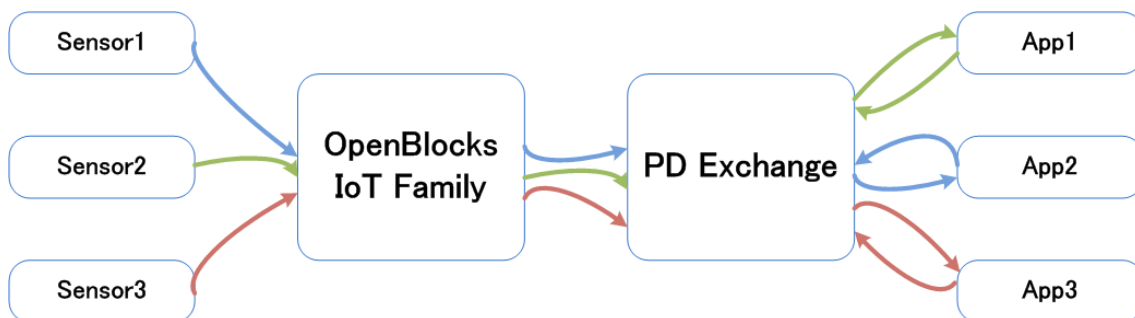 Sensor1
Sensor2
Sensor3
OpenBlocks
IoT Family
PD Exchange
App1
App2
App3